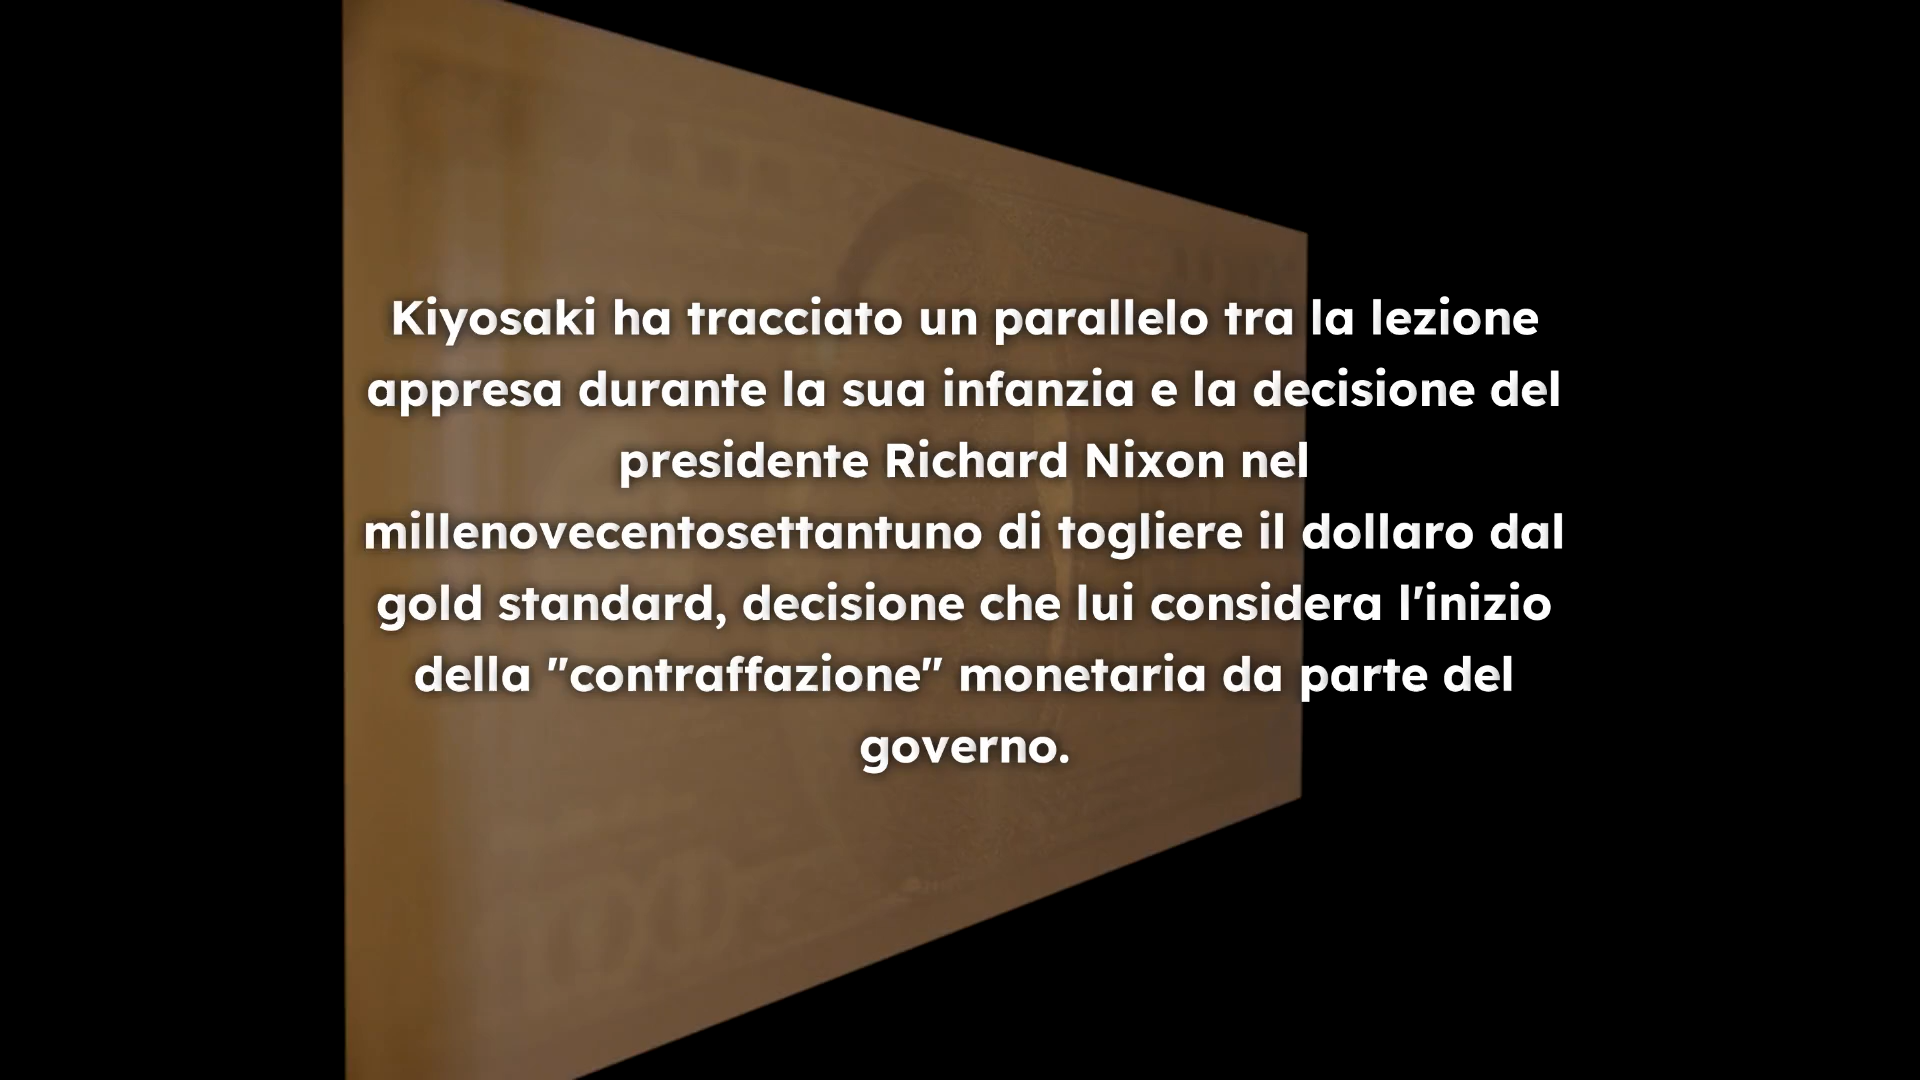 Kiyosaki ha tracciato un parallelo tra la lezione
appresa durante la sua infanzia e la decisione del
presidente Richard Nixon nel
millenovecentosettantuno di togliere il dollaro dal
gold standard, decisione che lui considera l'inizio
della "contraffazione" monetaria da parte del
governo.